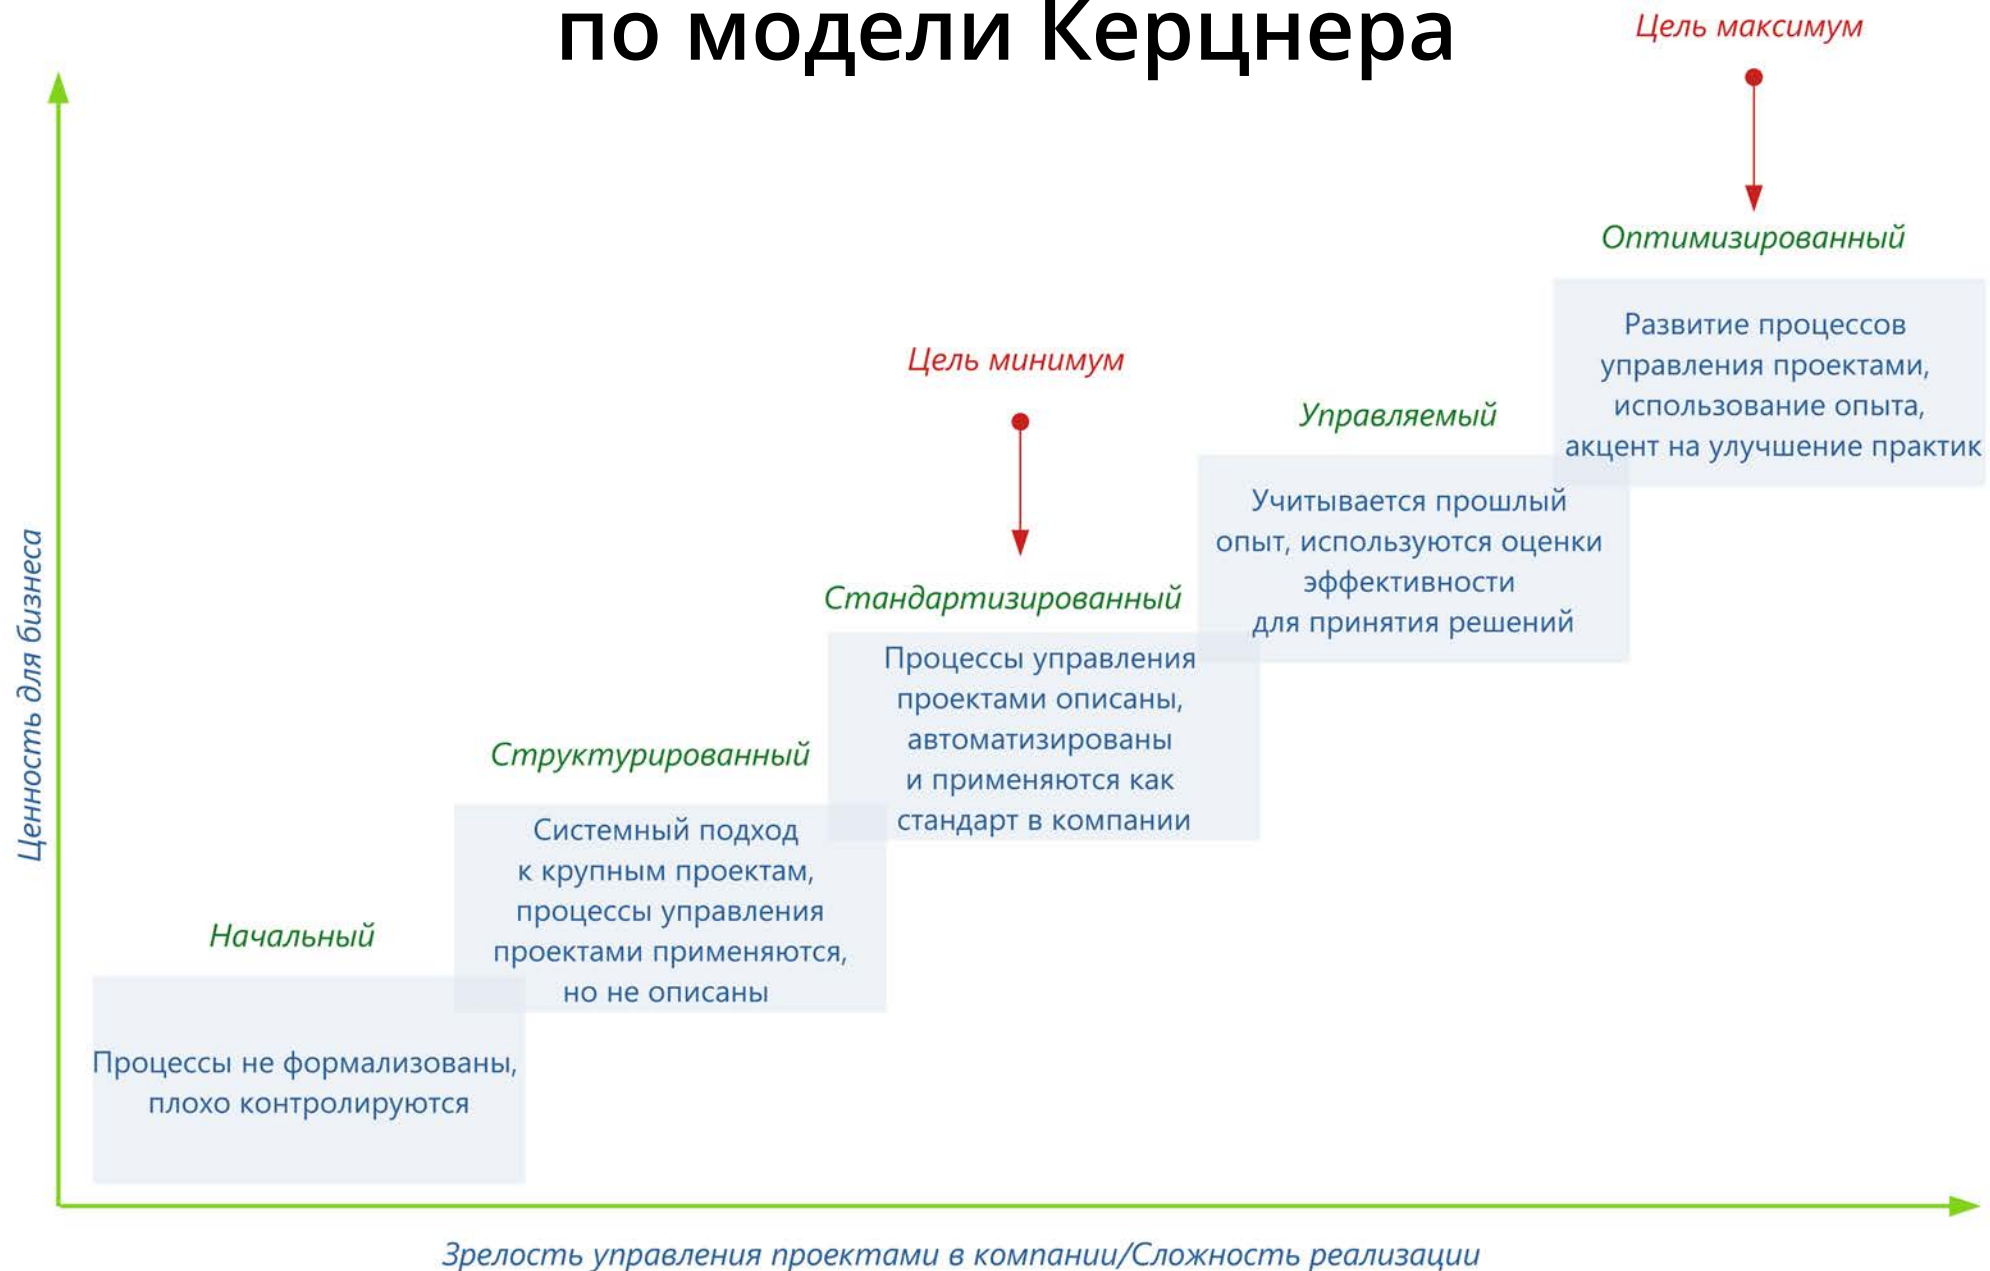 по модели Керцнера
Цель максимум
Оптимизированный
Развитие процессов
управления проектами,
использование опыта,
акцент на улучшение практик
Цель минимум
Управляемый
Учитывается прошлый
опыт, используются оценки
эффективности
для принятия решений
Стандартизированный
Процессы управления
проектами описаны,
автоматизированы
и применяются как
стандарт в компании
Структурированный
Системный подход
к крупным проектам,
процессы управления
проектами применяются,
но не описаны
Начальный
Процессы не формализованы,
плохо контролируются
Ценность для бизнеса
Зрелость управления проектами в компании/Сложность реализации